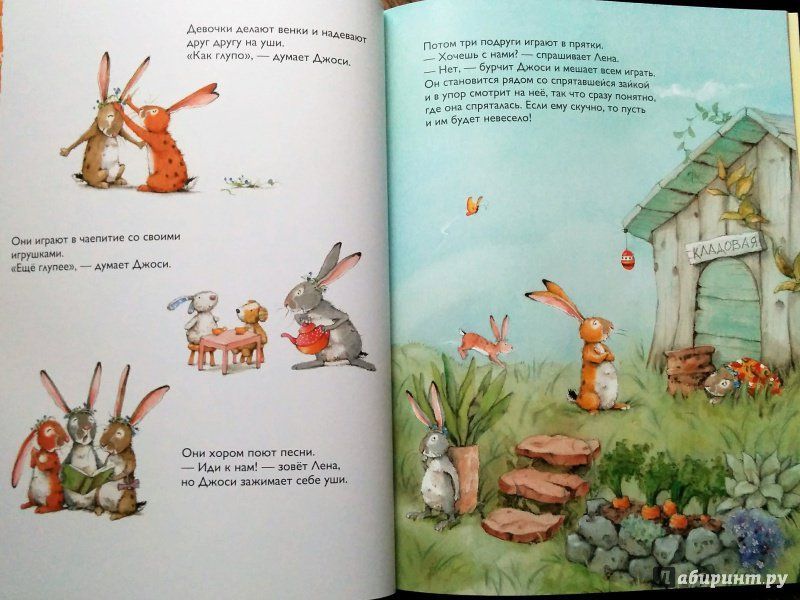 Девочки делают венки и надевают
друг другу на уши.
«Как глупо», — думает Джоси.
Они играют в чаепитие со своими
игрушками.
«Ещё глупее», — думает Джоси.
Они хором поют песни.
— Иди к нам! — зовёт Лена,
но Джоси зажимает себе уши.
Потом три подруги играют в прятки.
— Хочешь с нами? — спрашивает Лена.
— Нет, — бурчит Джоси и мешает всем играть.
Он становится рядом со спрятавшейся зайкой
и в упор смотрит на неё, так что сразу понятно,
где она спряталась. Если ему скучно, то пусть
и им будет невесело!
КЛАДОВАЯ
Лабиринт.ру